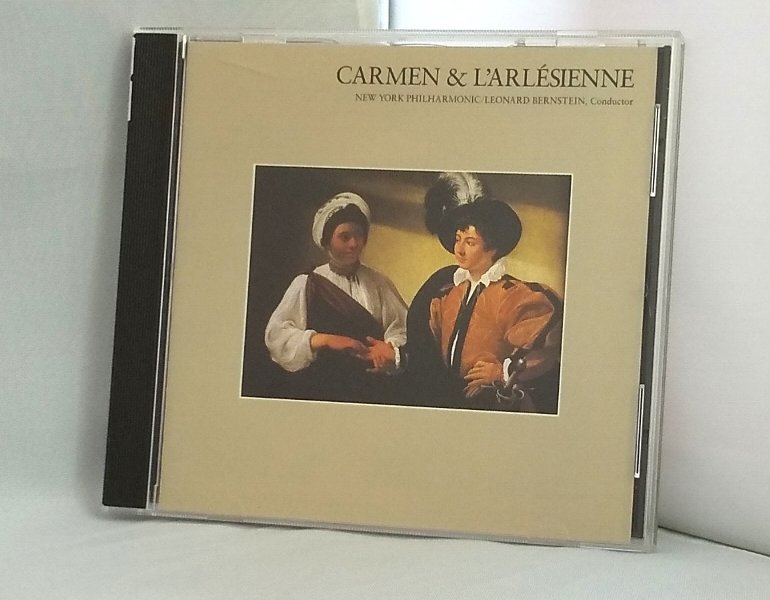 CARMEN & L'ARLÉSIENNE
NEW YORK PHILHARMONIC/LEONARD BERNSTEIN, Conductor